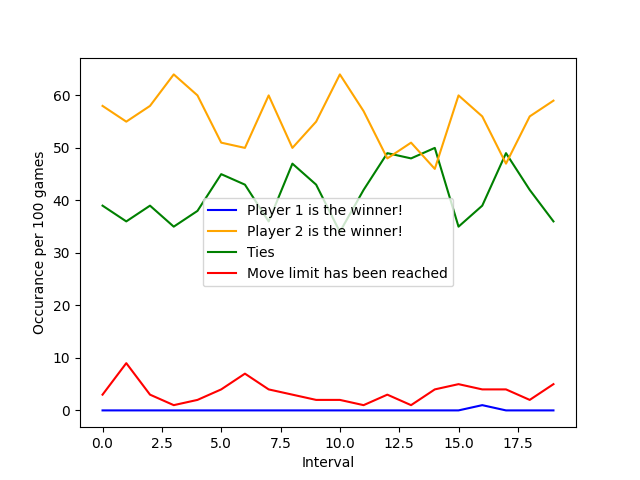 60
50
40
30
20
10
0
Occurance per 100 games
Player 1 is the winner!
Player 2 is the winner!
Ties
Move limit has been reached
0.0 2.5 5.0 7.5 10.0 12.5 15.0 17.5
Interval